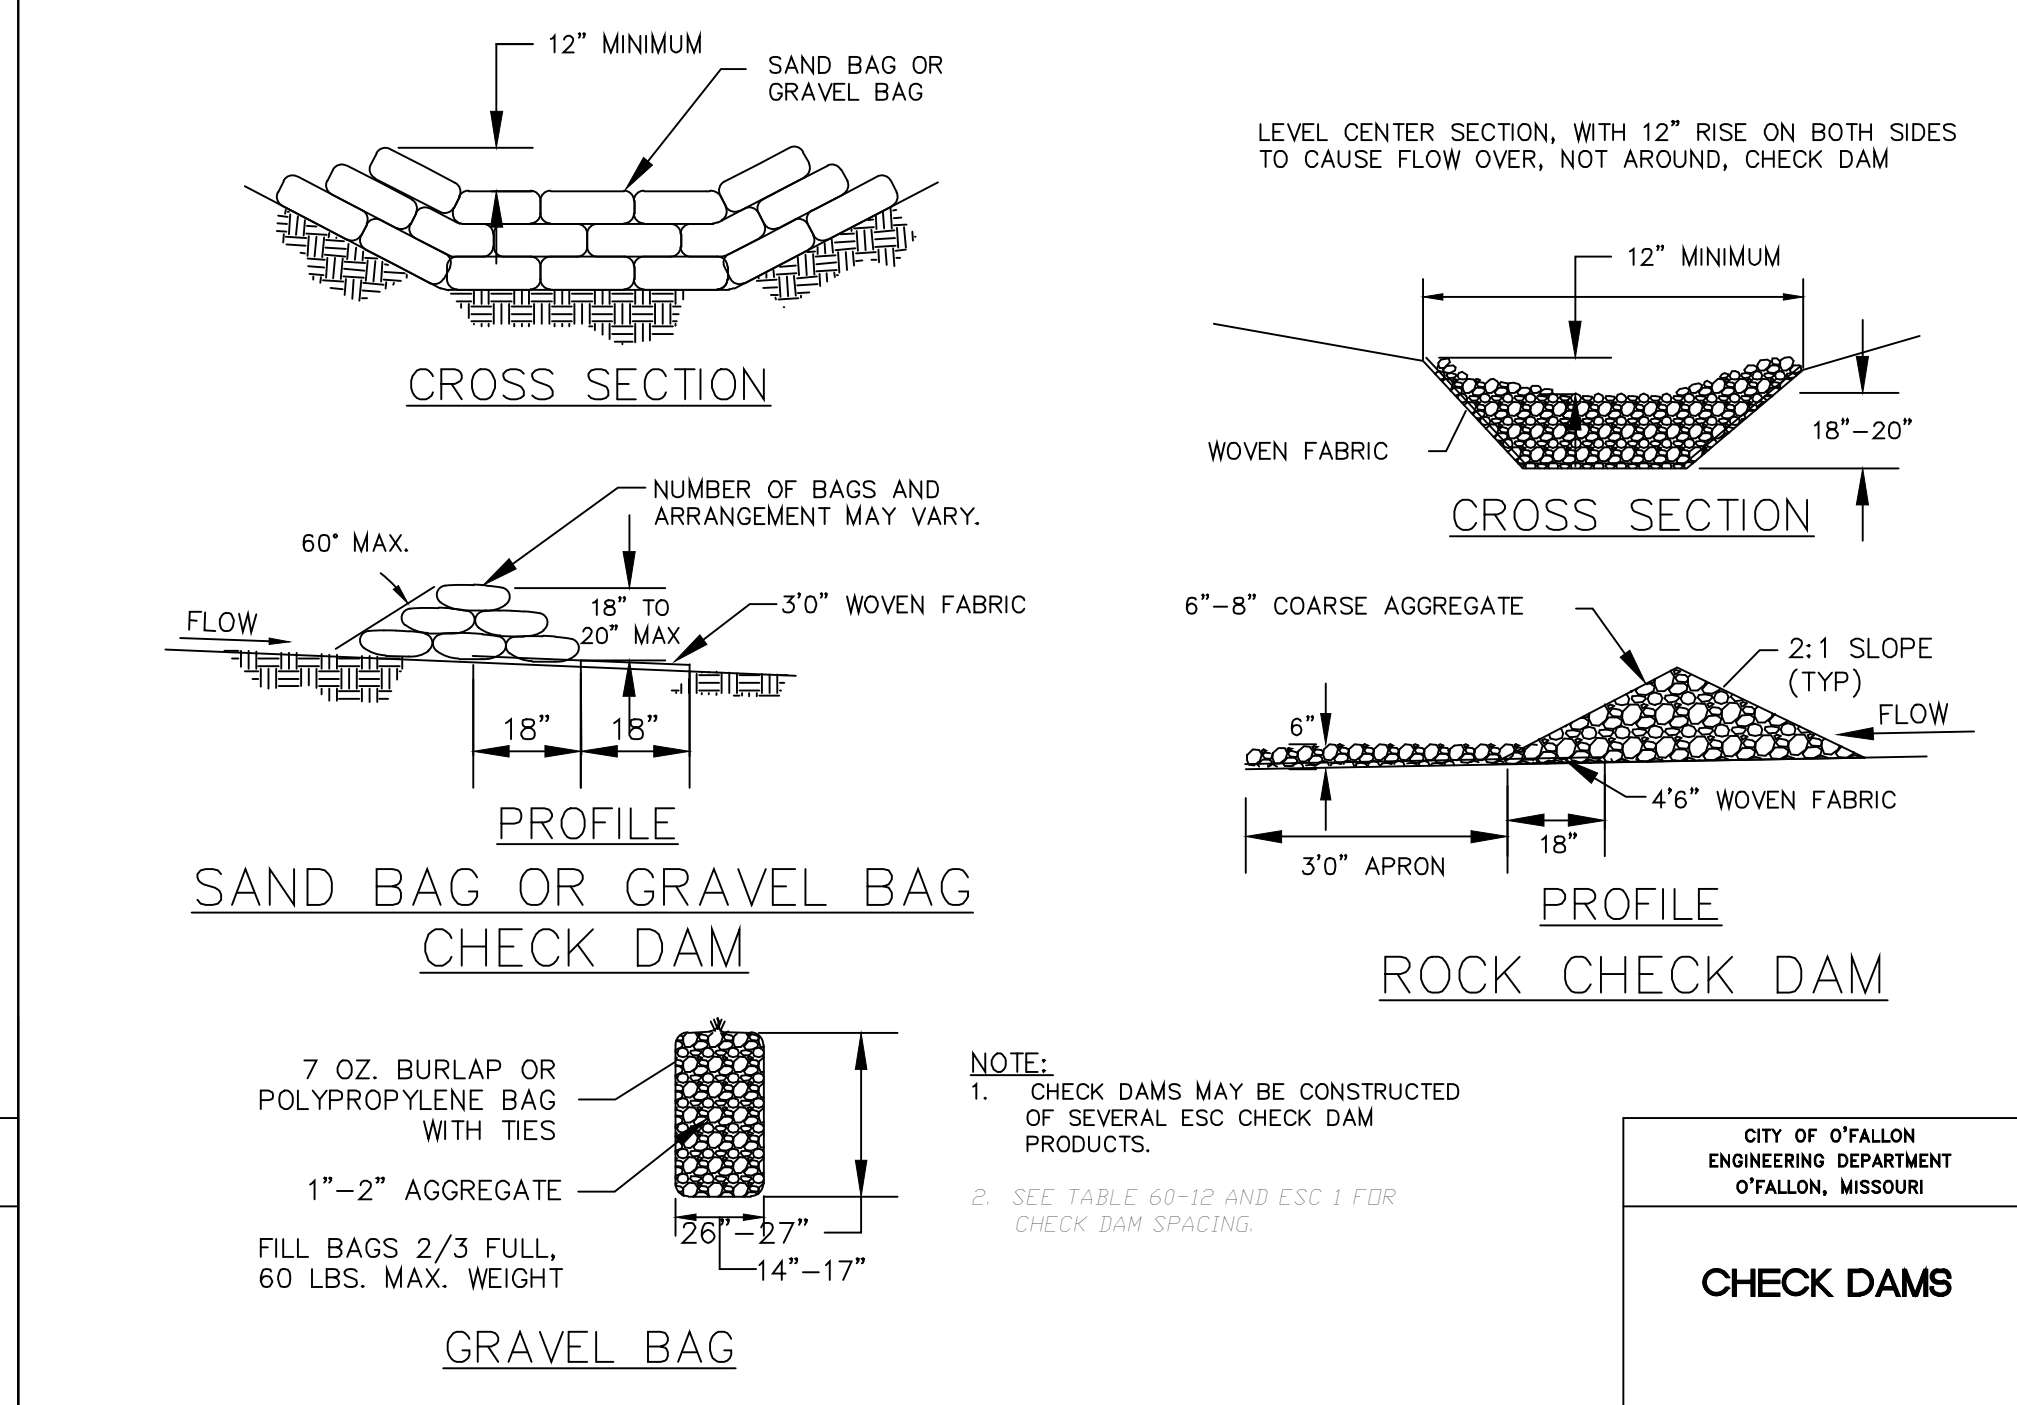 12" MINIMUM
SAND BAG OR
GRAVEL BAG
CROSS SECTION
NUMBER OF BAGS AND
ARRANGEMENT MAY VARY.
60° MAX.
FLOW
18" TO
20" MAX
3'0" WOVEN FABRIC
18"
18"
PROFILE
SAND BAG OR GRAVEL BAG
CHECK DAM
LEVEL CENTER SECTION, WITH 12" RISE ON BOTH SIDES
TO CAUSE FLOW OVER, NOT AROUND, CHECK DAM
12" MINIMUM
18"-20"
WOVEN FABRIC
CROSS SECTION
6"-8" COARSE AGGREGATE
2:1 SLOPE
(TYP)
FLOW
6"
4'6" WOVEN FABRIC
18"
3'0" APRON
PROFILE
ROCK CHECK DAM
7 OZ. BURLAP OR
POLYPROPYLENE BAG
WITH TIES
1"-2" AGGREGATE
FILL BAGS 2/3 FULL,
60 LBS. MAX. WEIGHT
26"-27"
14"-17"
GRAVEL BAG
NOTE:
1. CHECK DAMS MAY BE CONSTRUCTED
OF SEVERAL ESC CHECK DAM
PRODUCTS.
2. SEE TABLE 60-12 AND ESC 1 FOR
CHECK DAM SPACING.
CITY OF O'FALLON
ENGINEERING DEPARTMENT
O'FALLON, MISSOURI
CHECK DAMS